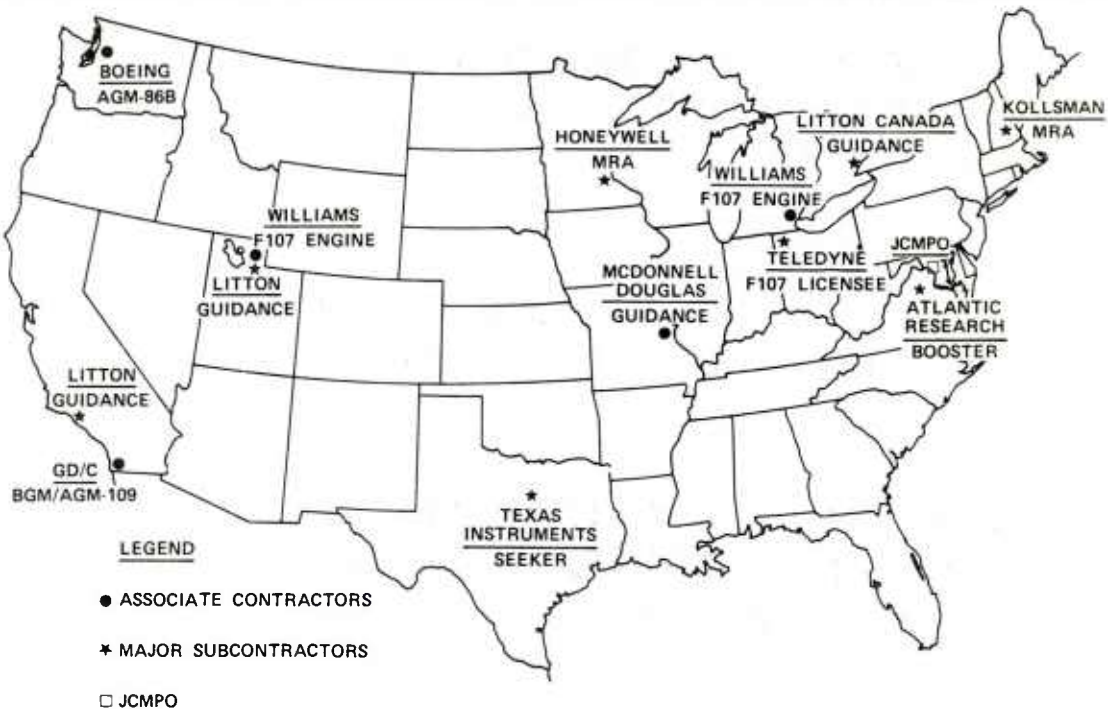 BOEING
AGM-86B
HONEYWELL
MRA
LITTON CANADA
GUIDANCE
KOLLSMAN
MRA
WILLIAMS
F107 ENGINE
WILLIAMS
F107 ENGINE
LITTON
GUIDANCE
TELEDYNE
F107 LICENSEE
JCMPO
MCDONNELL
DOUGLAS
GUIDANCE
ATLANTIC
RESEARCH
BOOSTER
LITTON
GUIDANCE
GD/C
BGM/AGM-109
TEXAS
INSTRUMENTS
SEEKER
LEGEND
● ASSOCIATE CONTRACTORS
★ MAJOR SUBCONTRACTORS
□ JCMPO